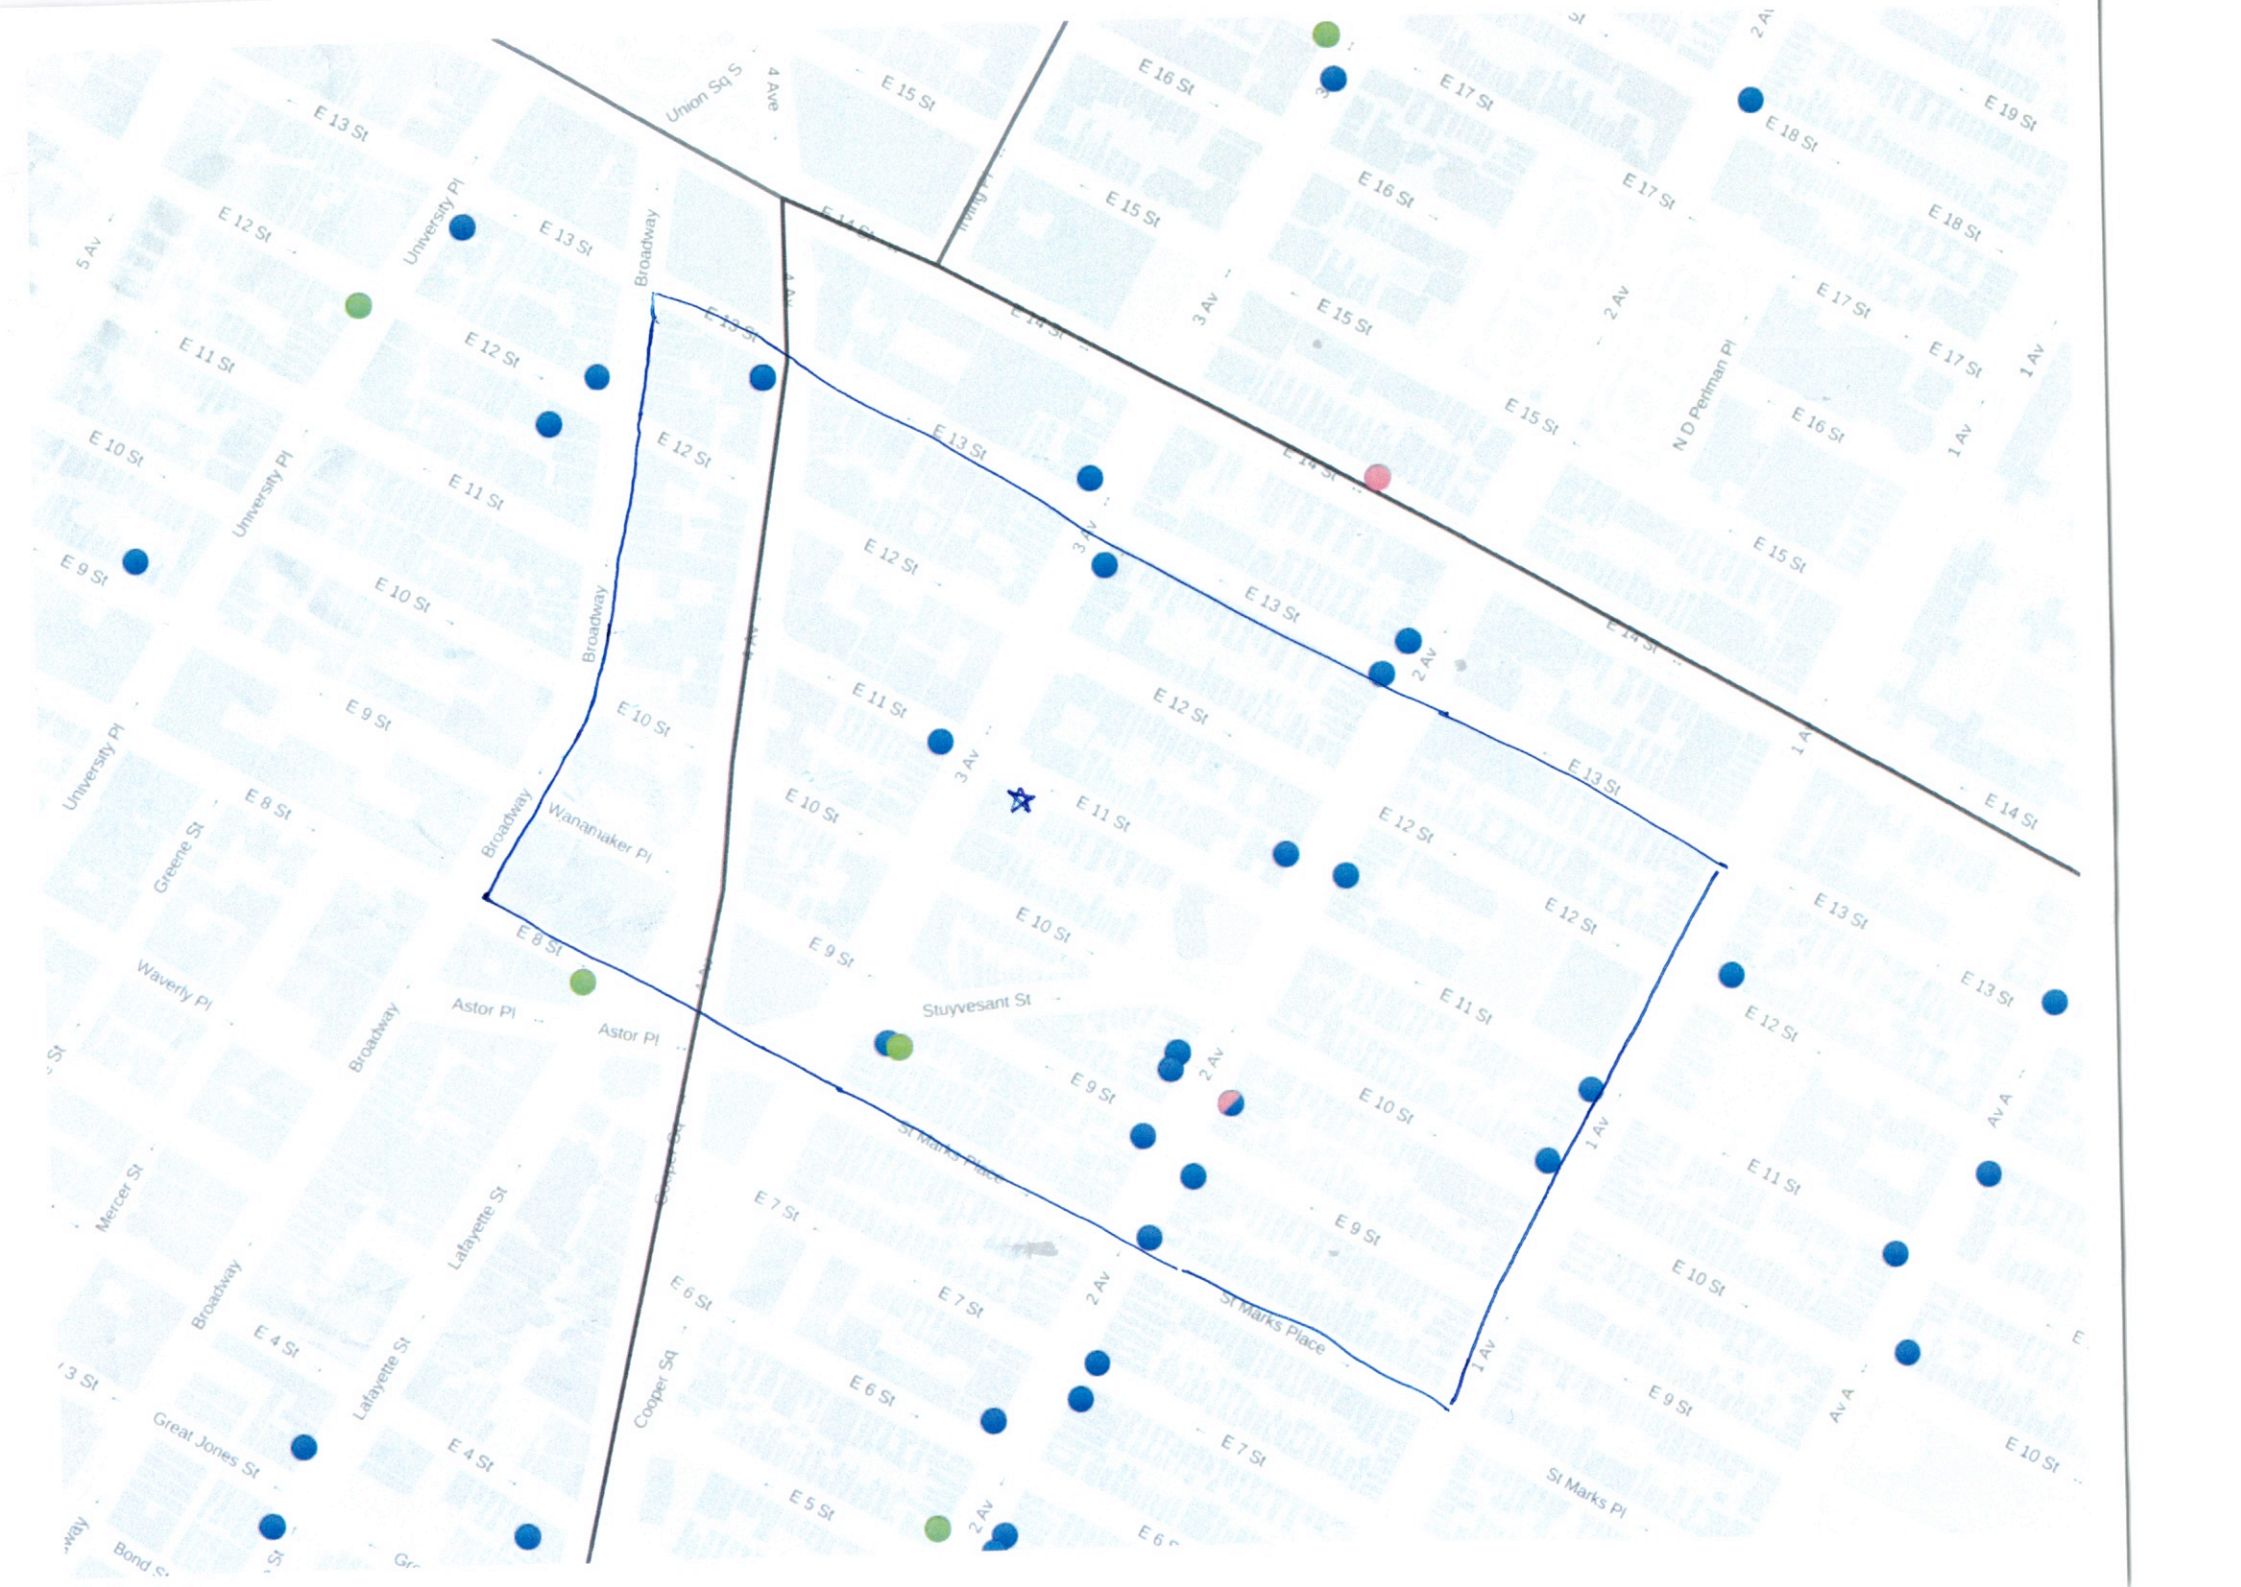 Union Sq S
4 Ave
E 15 St
E 16 St
E 17 St
2 Av
E 19 St
E 18 St
E 13 St
University Pl
E 12 St
5 Av
E 13 St
Broadway
E 14 St
Irving Pl
E 15 St
E 16 St
E 17 St
E 18 St
4 Av
E 13 St
E 14 St
3 Av
E 15 St
2 Av
E 17 St
E 17 St
1 Av
N D Perlman Pl
E 16 St
1 Av
E 11 St
E 12 St
E 10 St
University Pl
E 11 St
E 12 St
E 13 St
E 14 St
E 15 St
E 15 St
3 Av
E 9 St
E 10 St
Broadway
4 Av
E 12 St
E 13 St
2 Av
E 14 St
E 9 St
E 10 St
E 11 St
3 Av
E 12 St
E 13 St
E 14 St
University Pl
Greene St
E 8 St
Broadway
Wanamaker Pl
E 10 St
E 11 St
E 12 St
E 12 St
E 13 St
E 13 St
Waverly Pl
Broadway
E 8 St
Astor Pl
Astor Pl
E 9 St
E 10 St
Stuyvesant St
E 11 St
E 12 St
Av A
Mercer St
Lafayette St
E 7 St
St Marks Place
E 9 St
2 Av
E 10 St
1 Av
E 11 St
Broadway
E 6 St
E 7 St
2 Av
St Marks Place
E 9 St
1 Av
E 10 St
E 4 St
Lafayette St
Cooper Sq
E 6 St
E 7 St
E 9 St
Av A
E 10 St
Great Jones St
E 4 St
E 5 St
2 Av
St Marks Pl
Bond St